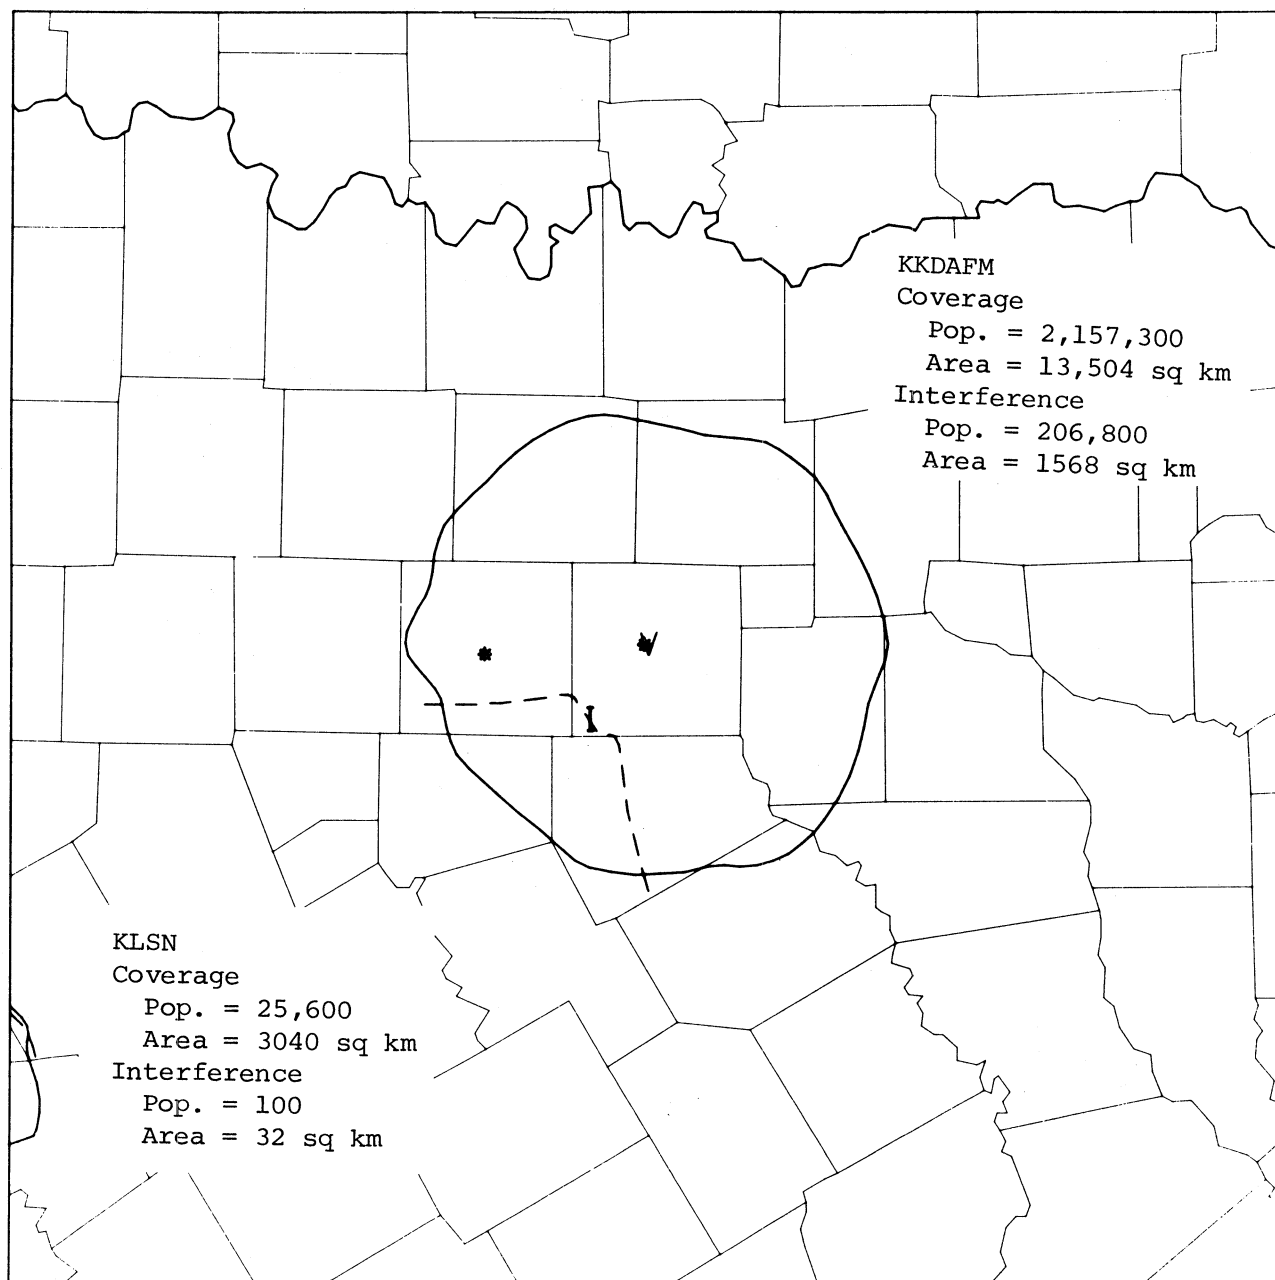 KKDAFM
Coverage
Pop. = 2,157,300
Area = 13,504 sq km
Interference
Pop. = 206,800
Area = 1568 sq km
V
I
KLSN
Coverage
Pop. = 25,600
Area = 3040 sq km
Interference
Pop. = 100
Area = 32 sq km